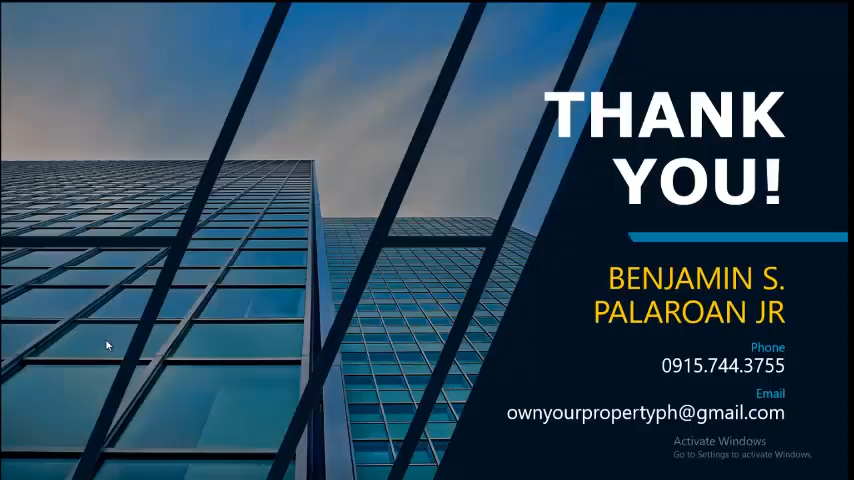 THANK
YOU!
BENJAMIN S.
PALAROAN JR
Phone
0915.744.3755
Email
ownyourpropertyph@gmail.com
Activate Windows
Go to Settings to activate Windows.